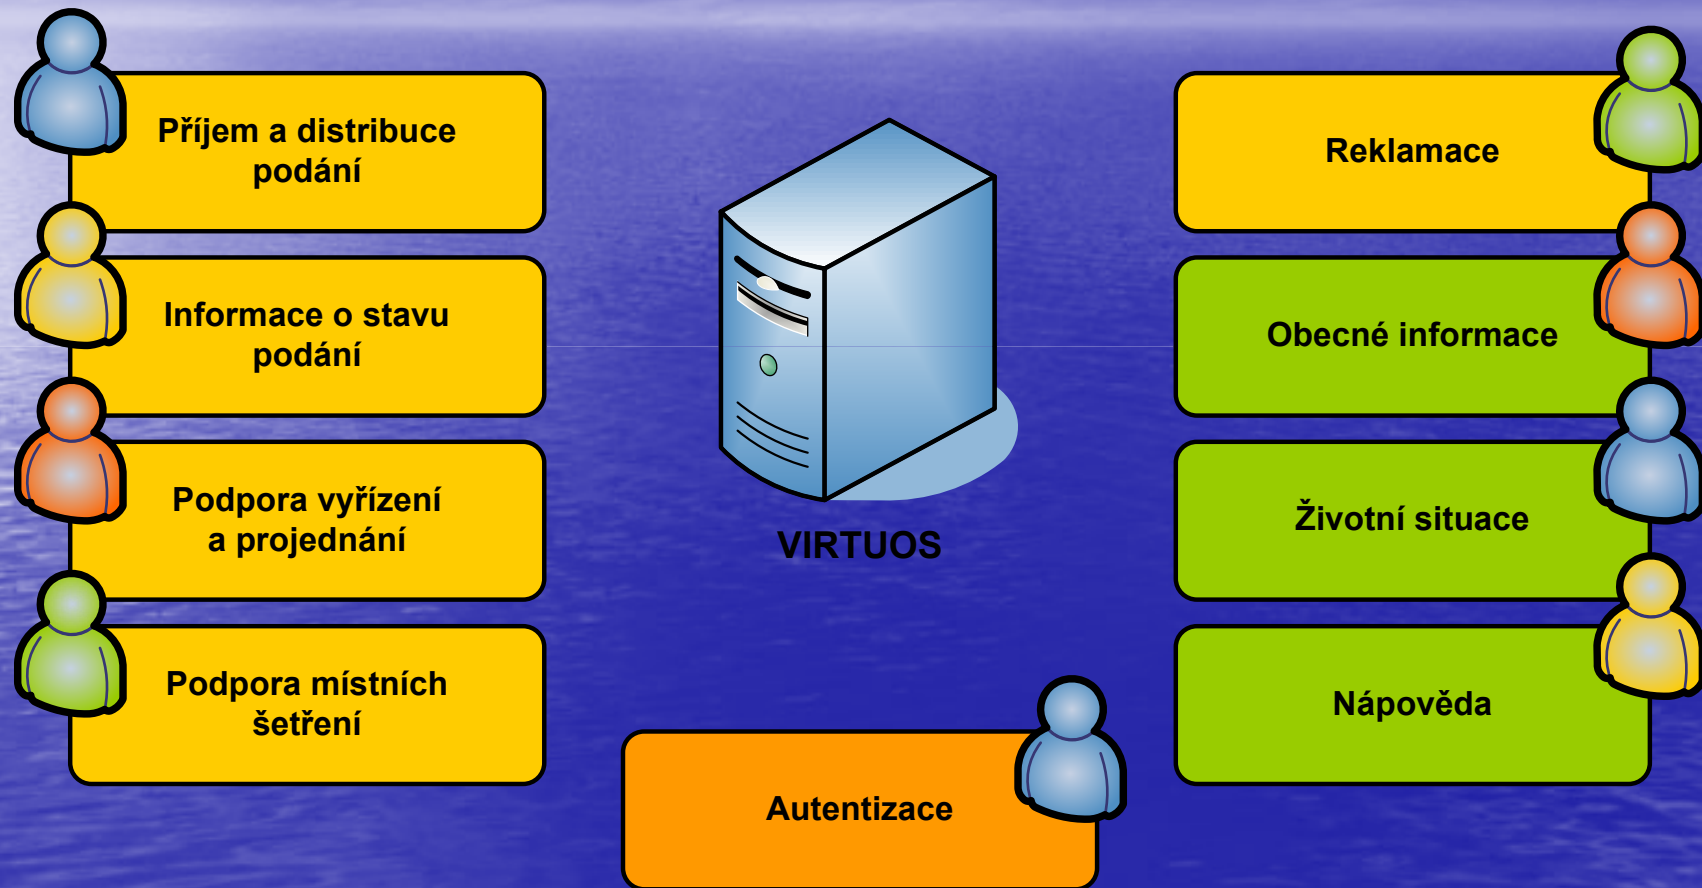 Příjem a distribuce
podání
Informace o stavu
podání
Podpora vyřízení
a projednání
Podpora místních
šetření
VIRTUOS
Autentizace
Reklamace
Obecné informace
Životní situace
Nápověda